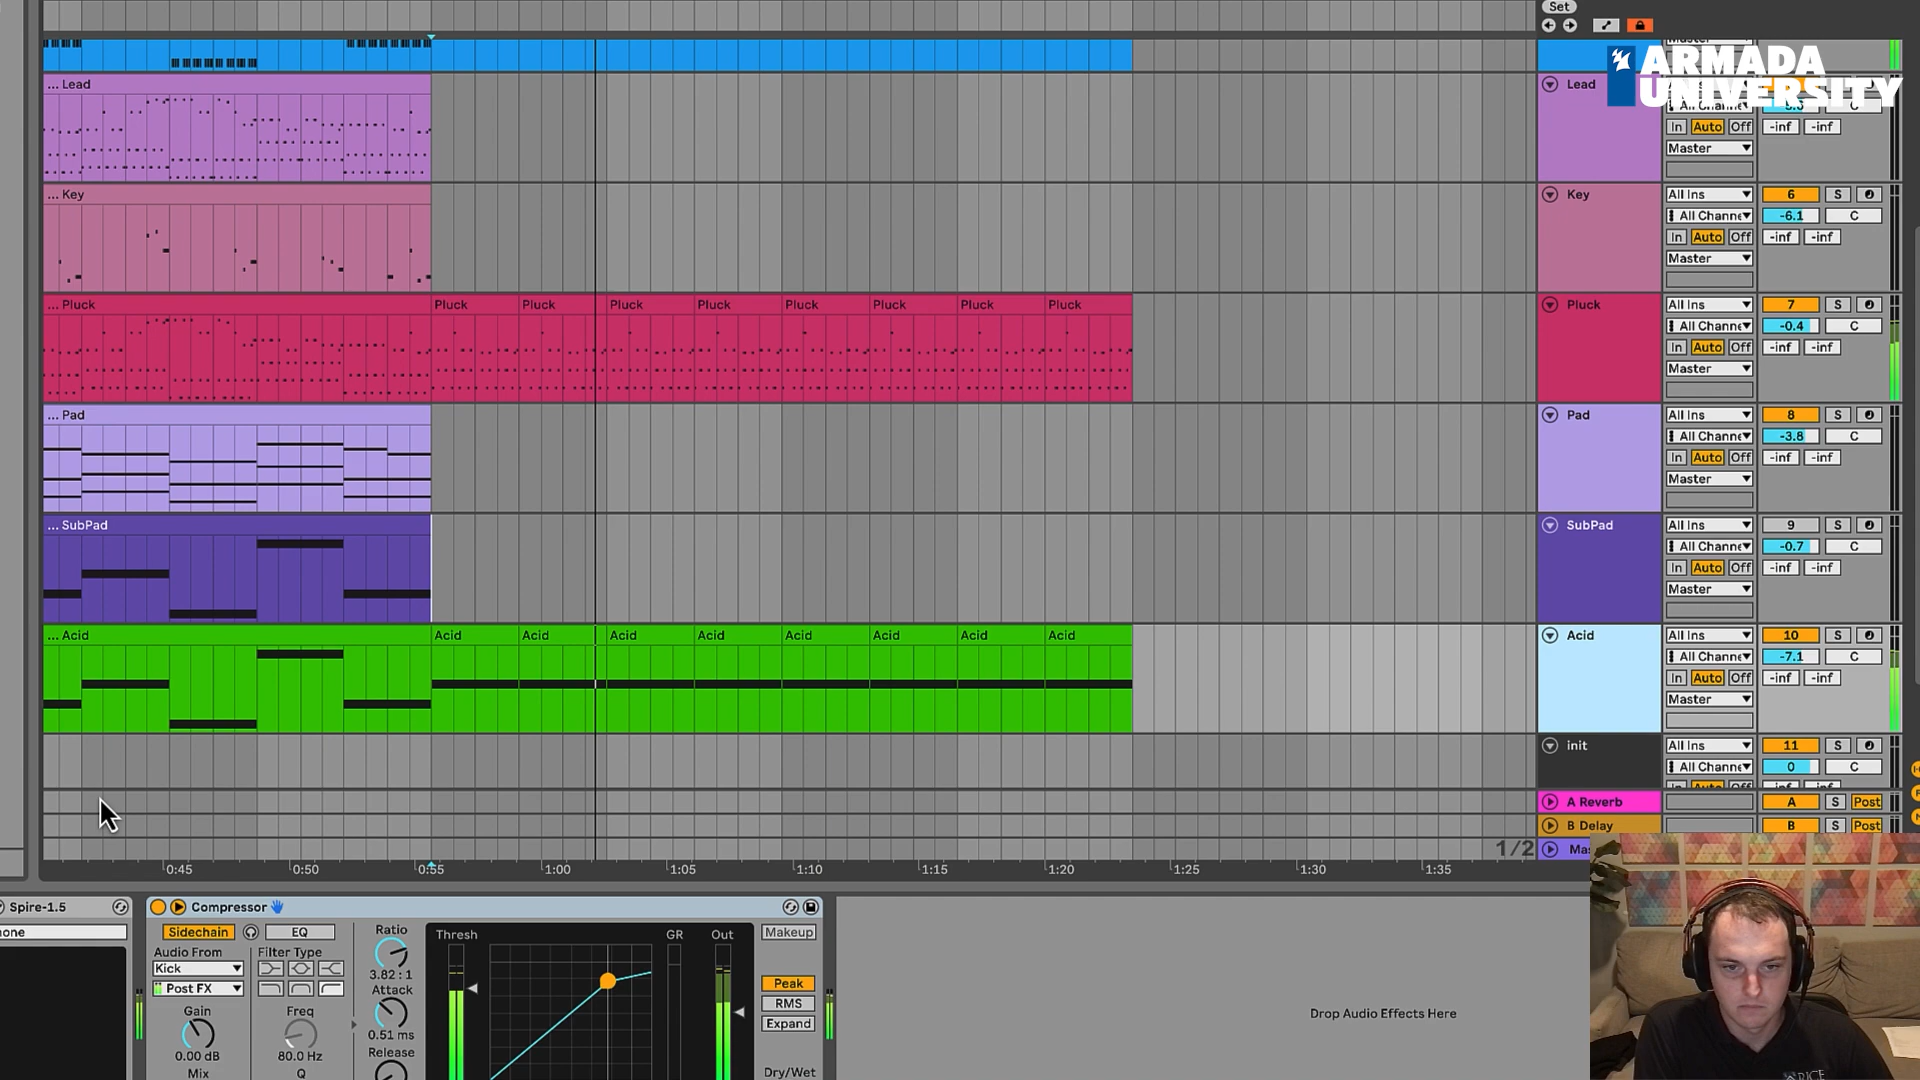 Set
ARMADA
UNIVERSITY
... Lead
Lead
In Auto Off -inf -inf
Master
... Key
Key All Ins 6 S
All Channe -6.1 C
In Auto Off -inf -inf
Master
... Pluck Pluck Pluck Pluck Pluck Pluck Pluck Pluck Pluck
Pluck All Ins 7 S
All Channe -0.4 C
In Auto Off -inf -inf
Master
... Pad
Pad All Ins 8 S
All Channe -3.8 C
In Auto Off -inf -inf
Master
... SubPad
SubPad All Ins 9 S
All Channe -0.7 C
In Auto Off -inf -inf
Master
... Acid Acid Acid Acid Acid Acid Acid Acid Acid
Acid All Ins 10 S
All Channe -7.1 C
In Auto Off -inf -inf
Master
init All Ins 11 S
All Channe 0 C
A Reverb A S Post
B Delay B S Post
1/2 Mas
0:45 0:50 0:55 1:00 1:05 1:10 1:15 1:20 1:25 1:30 1:35
Spire-1.5
one
Compressor
Sidechain EQ
Audio From Filter Type
Kick
Post FX
Gain Freq
0.00 dB 80.0 Hz
Mix Q
Ratio
3.82 : 1
Attack
0.51 ms
Release
Thresh GR Out
Makeup
Peak
RMS
Expand
Dry/Wet
Drop Audio Effects Here